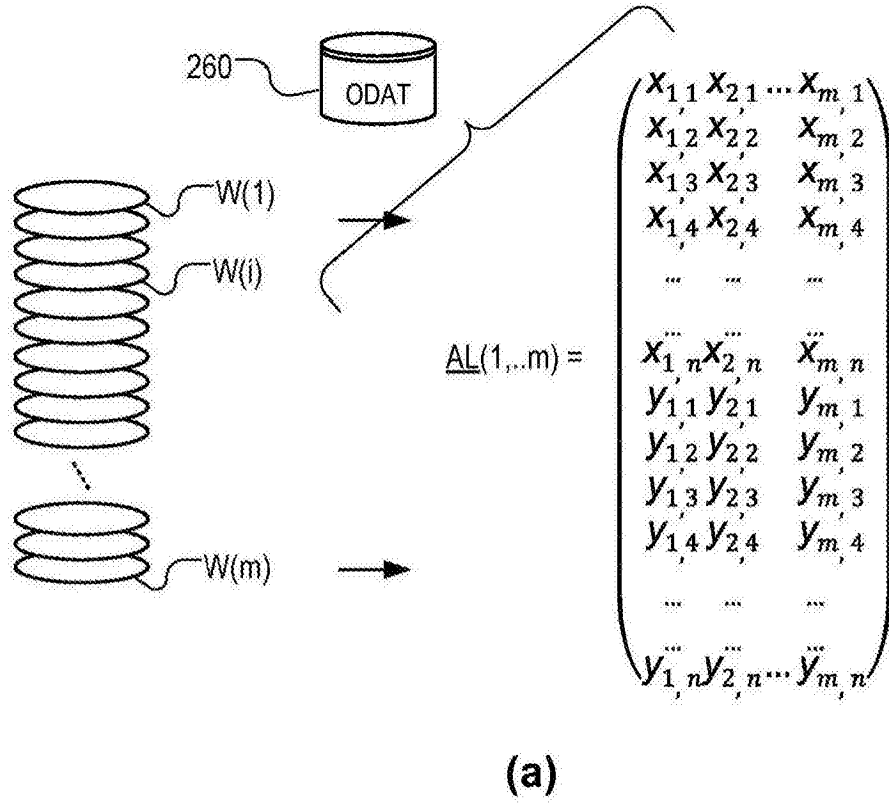 260
ODAT
W(1)
W(i)
W(m)
AL(1,..m) =
x1,1 x2,1 ... xm,1
x1,2 x2,2 xm,2
x1,3 x2,3 xm,3
x1,4 x2,4 xm,4
... ... ...
... ... ...
x1,n x2,n xm,n
y1,1 y2,1 ym,1
y1,2 y2,2 ym,2
y1,3 y2,3 ym,3
y1,4 y2,4 ym,4
... ... ...
... ... ...
y1,n y2,n ... ym,n
(a)